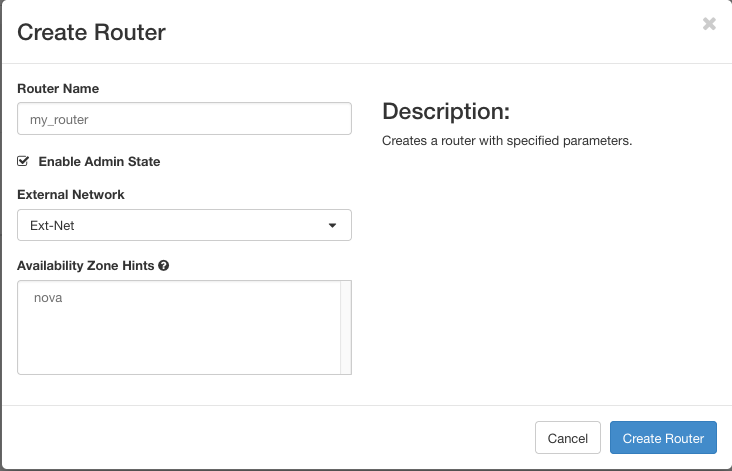 Create Router
Router Name
my_router
Enable Admin State
External Network
Ext-Net
Availability Zone Hints
nova
Description:
Creates a router with specified parameters.
Cancel
Create Router